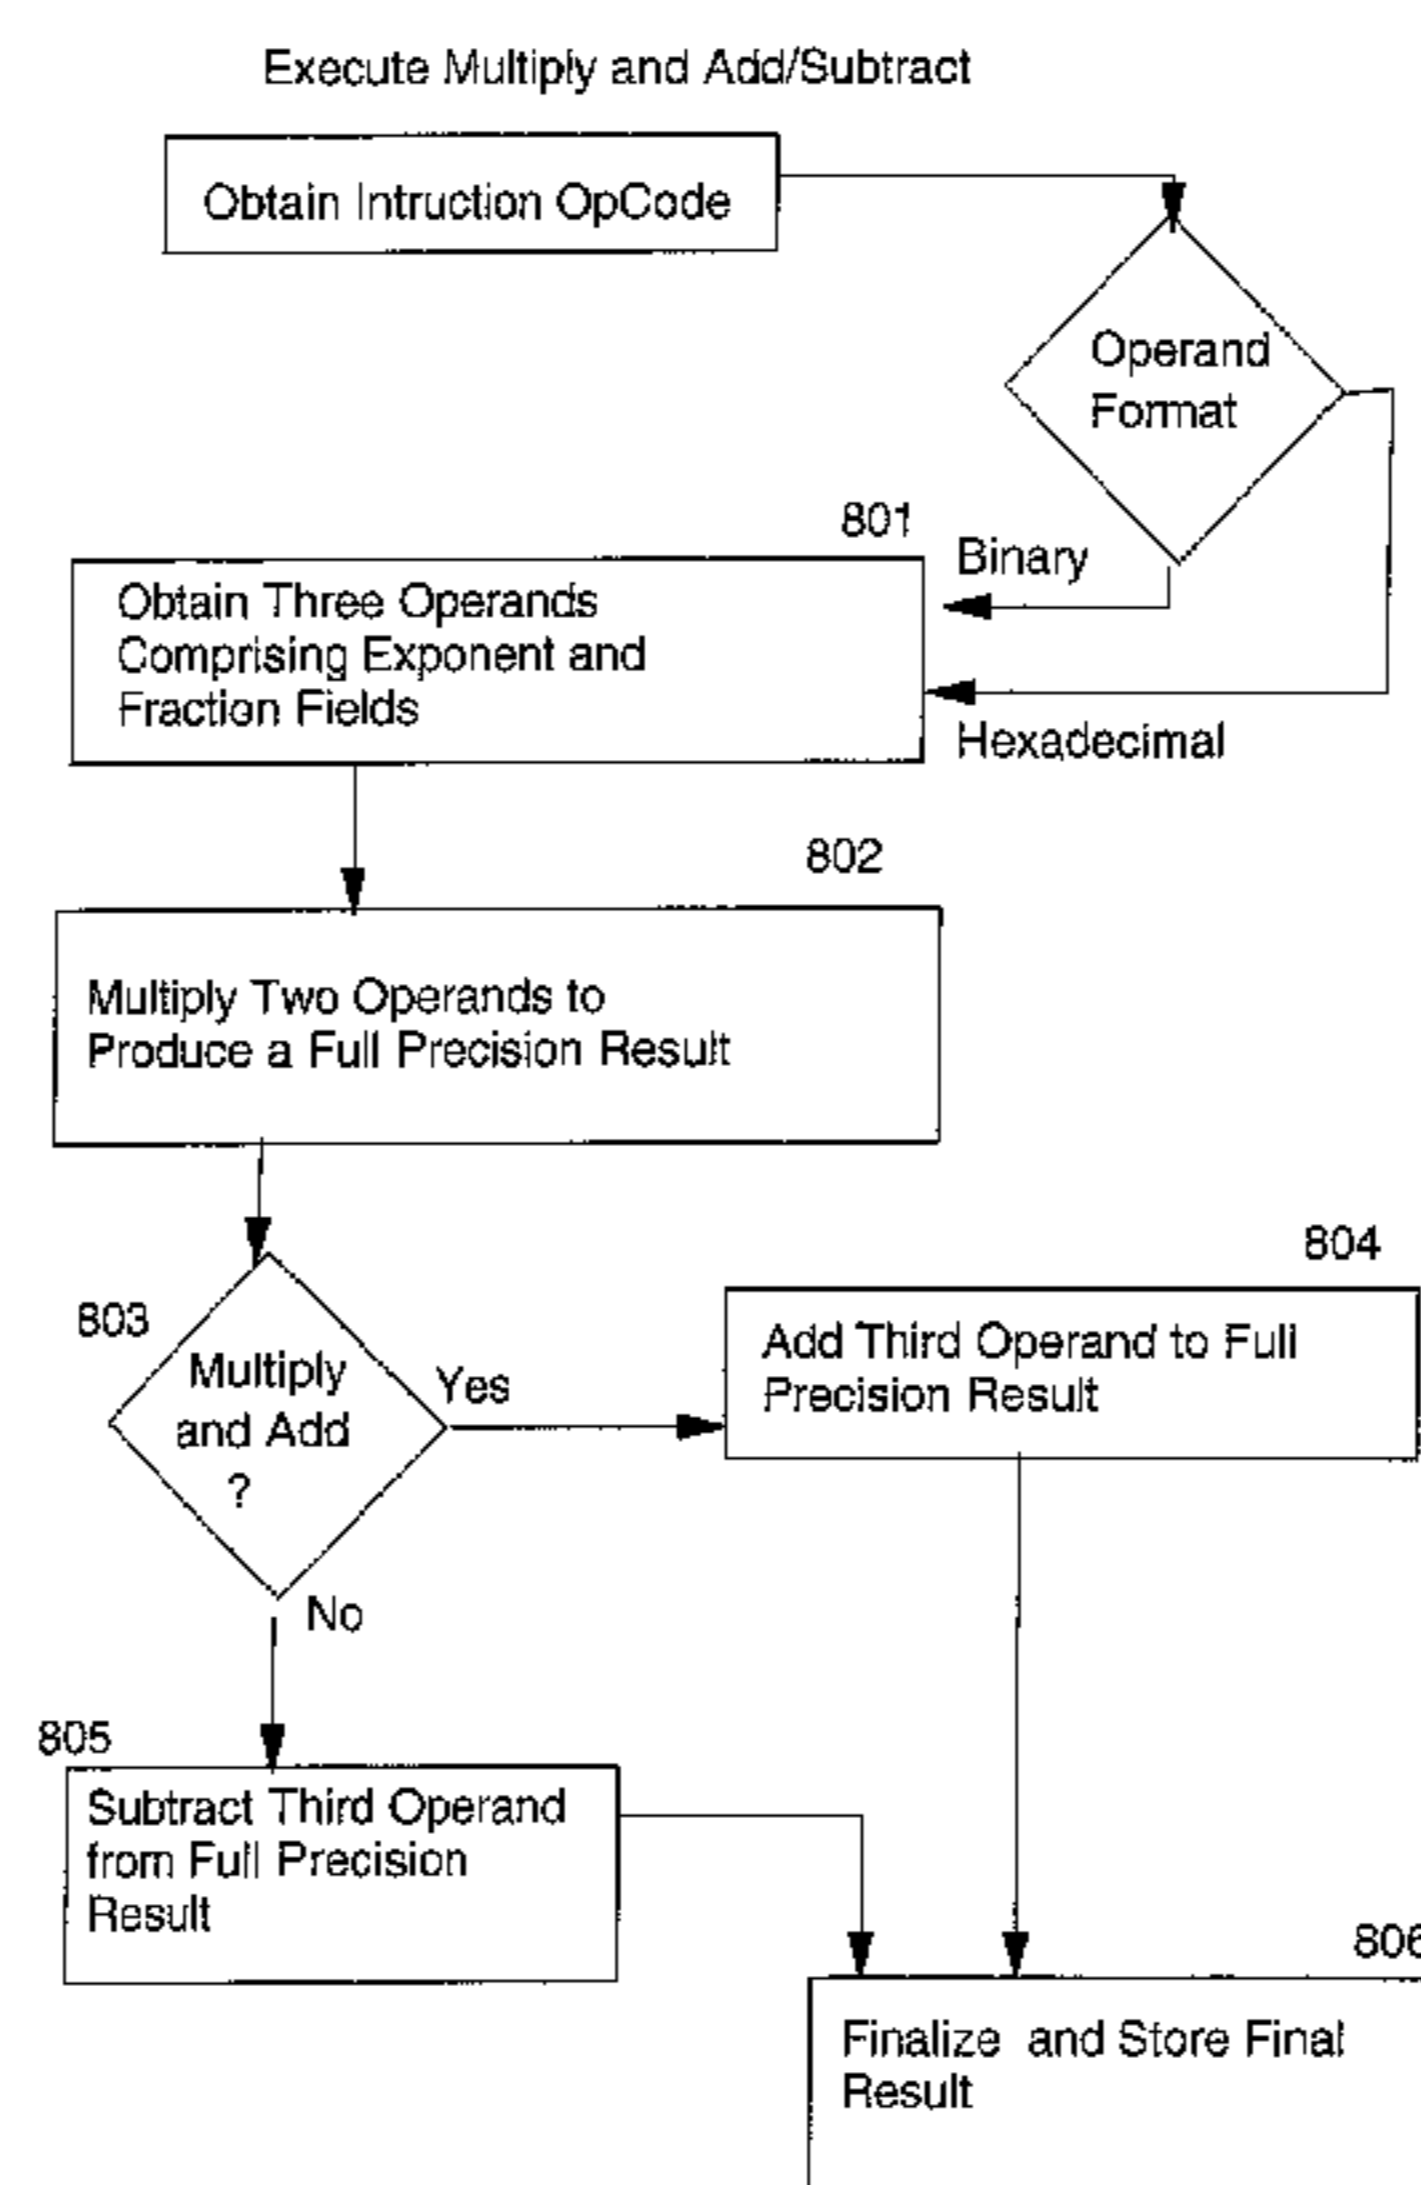 Execute Multiply and Add/Subtract
Obtain Intruction OpCode
Operand
Format
801
Binary
Obtain Three Operands
Comprising Exponent and
Fraction Fields
Hexadecimal
802
Multiply Two Operands to
Produce a Full Precision Result
804
803
Multiply
and Add
?
Yes
Add Third Operand to Full
Precision Result
No
805
Subtract Third Operand
from Full Precision
Result
806
Finalize and Store Final
Result